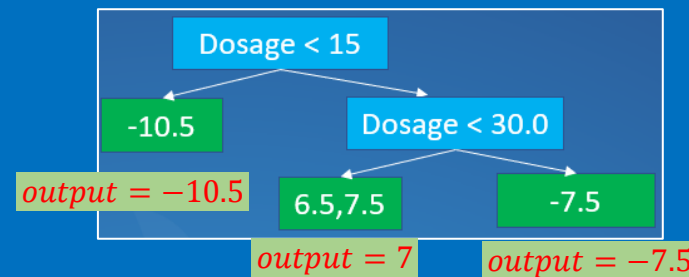 Dosage < 15
-10.5
Dosage < 30.0
output = −10.5
6.5,7.5
-7.5
output = 7
output = −7.5